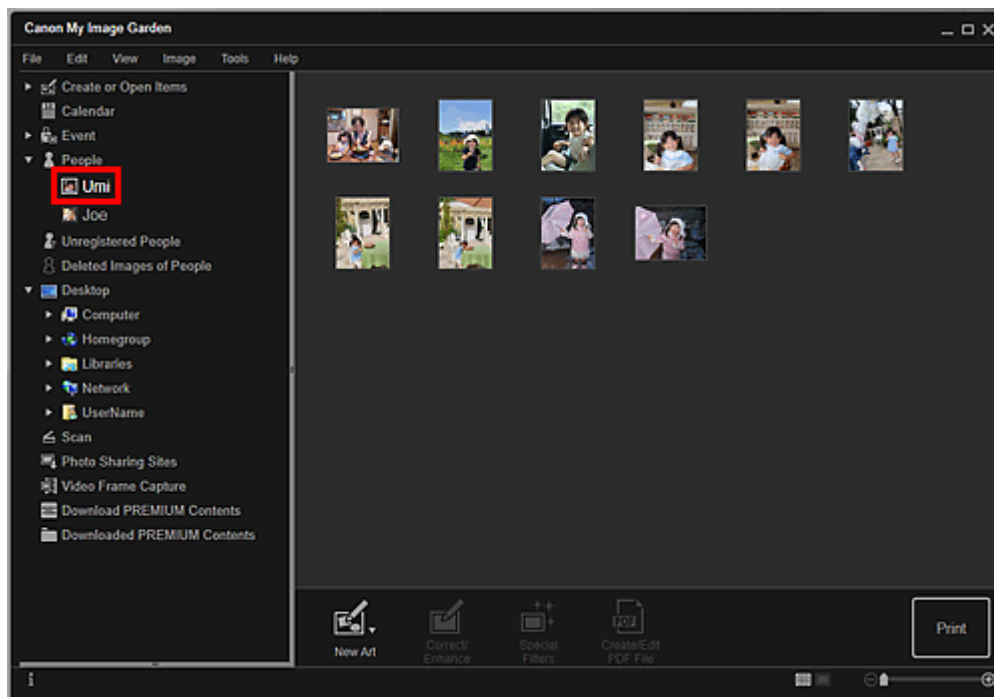 Canon My Image Garden
File Edit View Image Tools Help
Create or Open Items
Calendar
Event
People
Umi
Joe
Unregistered People
Deleted Images of People
Desktop
Computer
Homegroup
Libraries
Network
UserName
Scan
Photo Sharing Sites
Video Frame Capture
Download PREMIUM Contents
Downloaded PREMIUM Contents
New Art
Correct/
Enhance
Special
Filters
PDF
Create/Edit
PDF File
Print